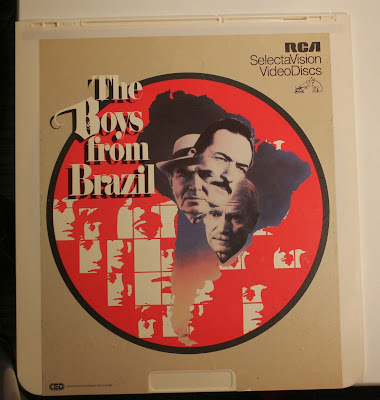 RCA
SelectaVision
VideoDiscs
The
Boys
from
Brazil
CED